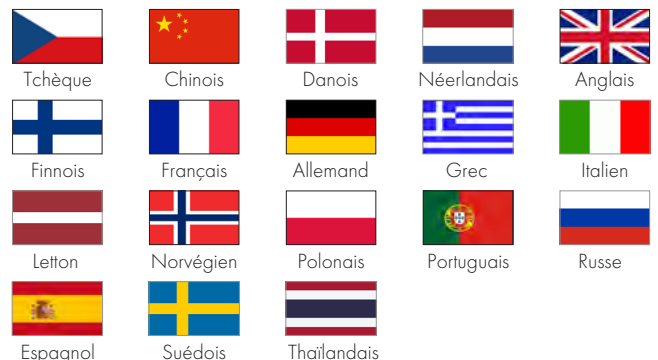 Tchèque Chinois Danois Néerlandais Anglais
Finnois Français Allemand Grec Italien
Letton Norvégien Polonais Portuguais Russe
Espagnol Suédois Thaïlandais